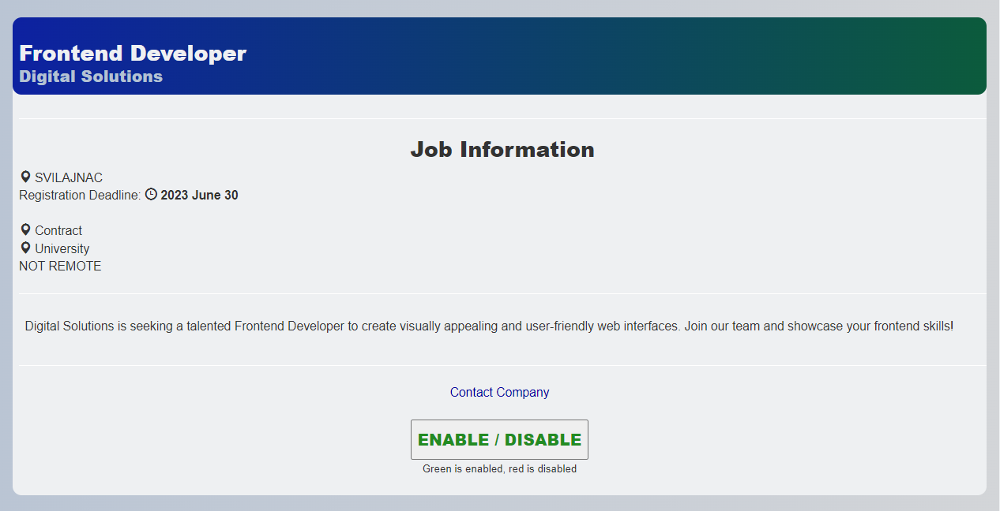 Frontend Developer
Digital Solutions
Job Information
SVILAJNAC
Registration Deadline: 2023 June 30
Contract
University
NOT REMOTE
Digital Solutions is seeking a talented Frontend Developer to create visually appealing and user-friendly web interfaces. Join our team and showcase your frontend skills!
Contact Company
ENABLE / DISABLE
Green is enabled, red is disabled